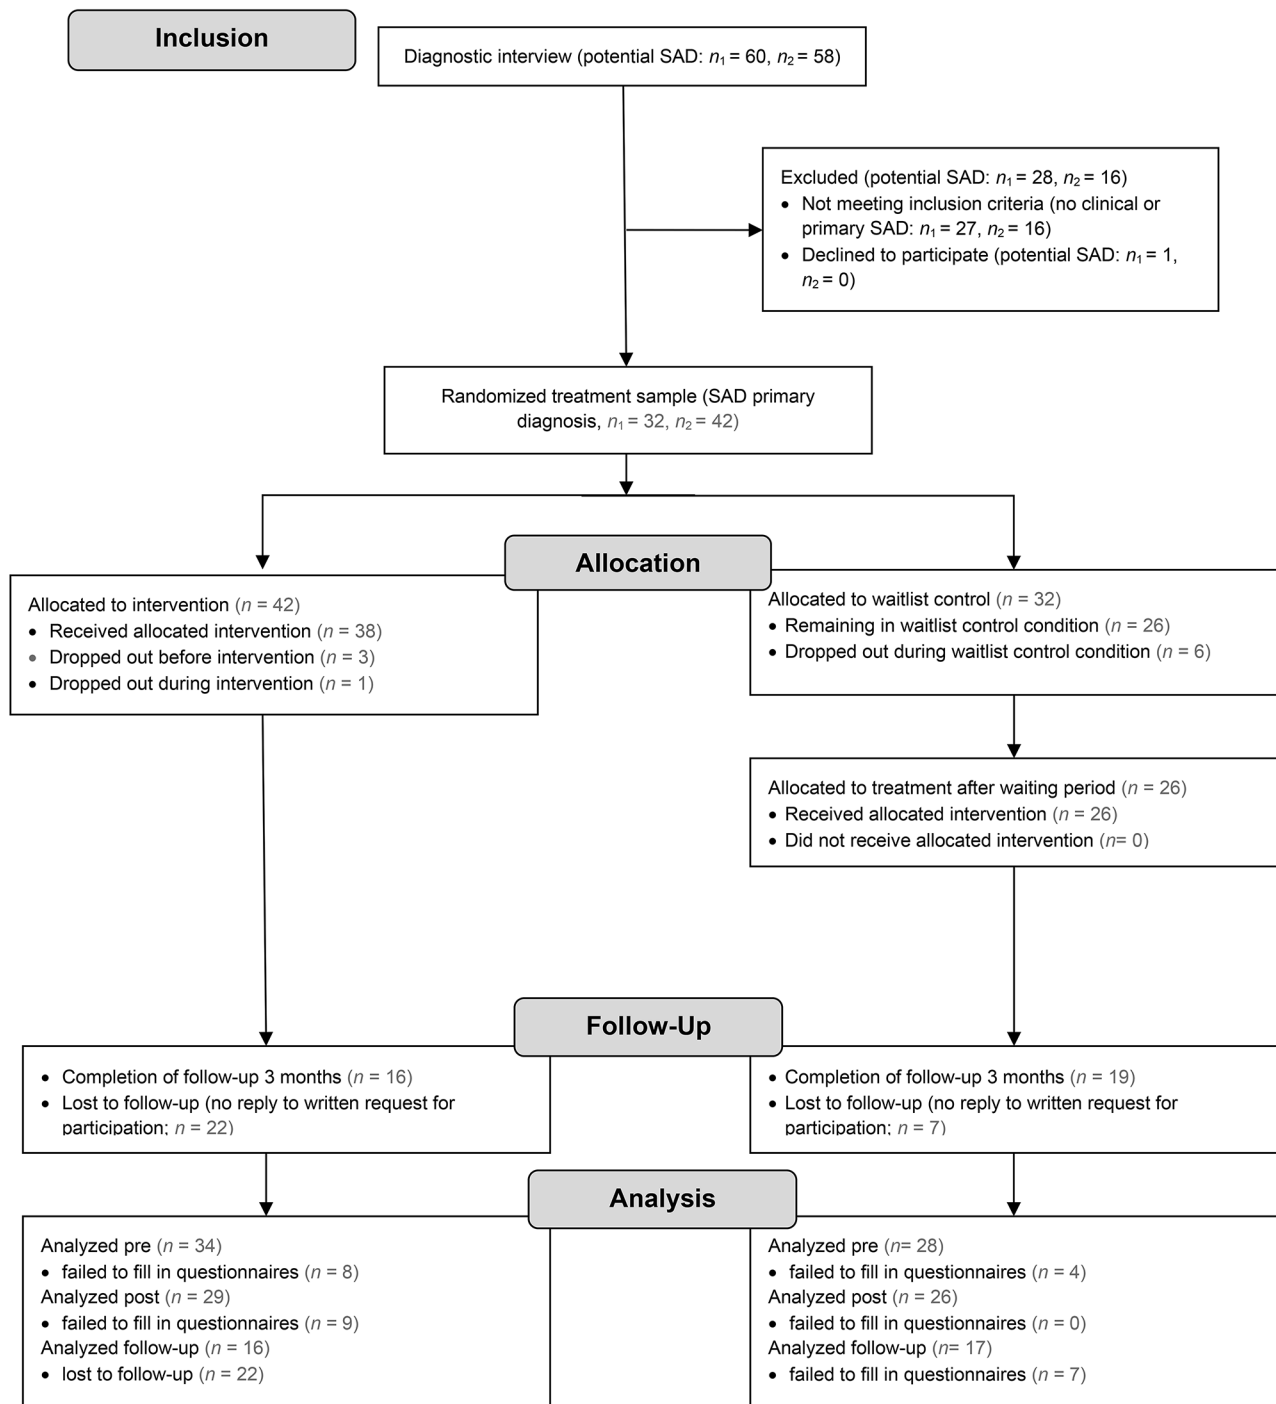 Inclusion
Diagnostic interview (potential SAD: n1 = 60, n2 = 58)
Excluded (potential SAD: n1 = 28, n2 = 16)
• Not meeting inclusion criteria (no clinical or
primary SAD: n1 = 27, n2 = 16)
• Declined to participate (potential SAD: n1 = 1,
n2 = 0)
Randomized treatment sample (SAD primary
diagnosis, n1 = 32, n2 = 42)
Allocation
Allocated to intervention (n = 42)
• Received allocated intervention (n = 38)
• Dropped out before intervention (n = 3)
• Dropped out during intervention (n = 1)
Allocated to waitlist control (n = 32)
• Remaining in waitlist control condition (n = 26)
• Dropped out during waitlist control condition (n = 6)
Allocated to treatment after waiting period (n = 26)
• Received allocated intervention (n = 26)
• Did not receive allocated intervention (n= 0)
Follow-Up
• Completion of follow-up 3 months (n = 16)
• Lost to follow-up (no reply to written request for
participation; n = 22)
• Completion of follow-up 3 months (n = 19)
• Lost to follow-up (no reply to written request for
participation; n = 7)
Analysis
Analyzed pre (n = 34)
• failed to fill in questionnaires (n = 8)
Analyzed post (n = 29)
• failed to fill in questionnaires (n = 9)
Analyzed follow-up (n = 16)
• lost to follow-up (n = 22)
Analyzed pre (n= 28)
• failed to fill in questionnaires (n = 4)
Analyzed post (n = 26)
• failed to fill in questionnaires (n = 0)
Analyzed follow-up (n= 17)
• failed to fill in questionnaires (n = 7)